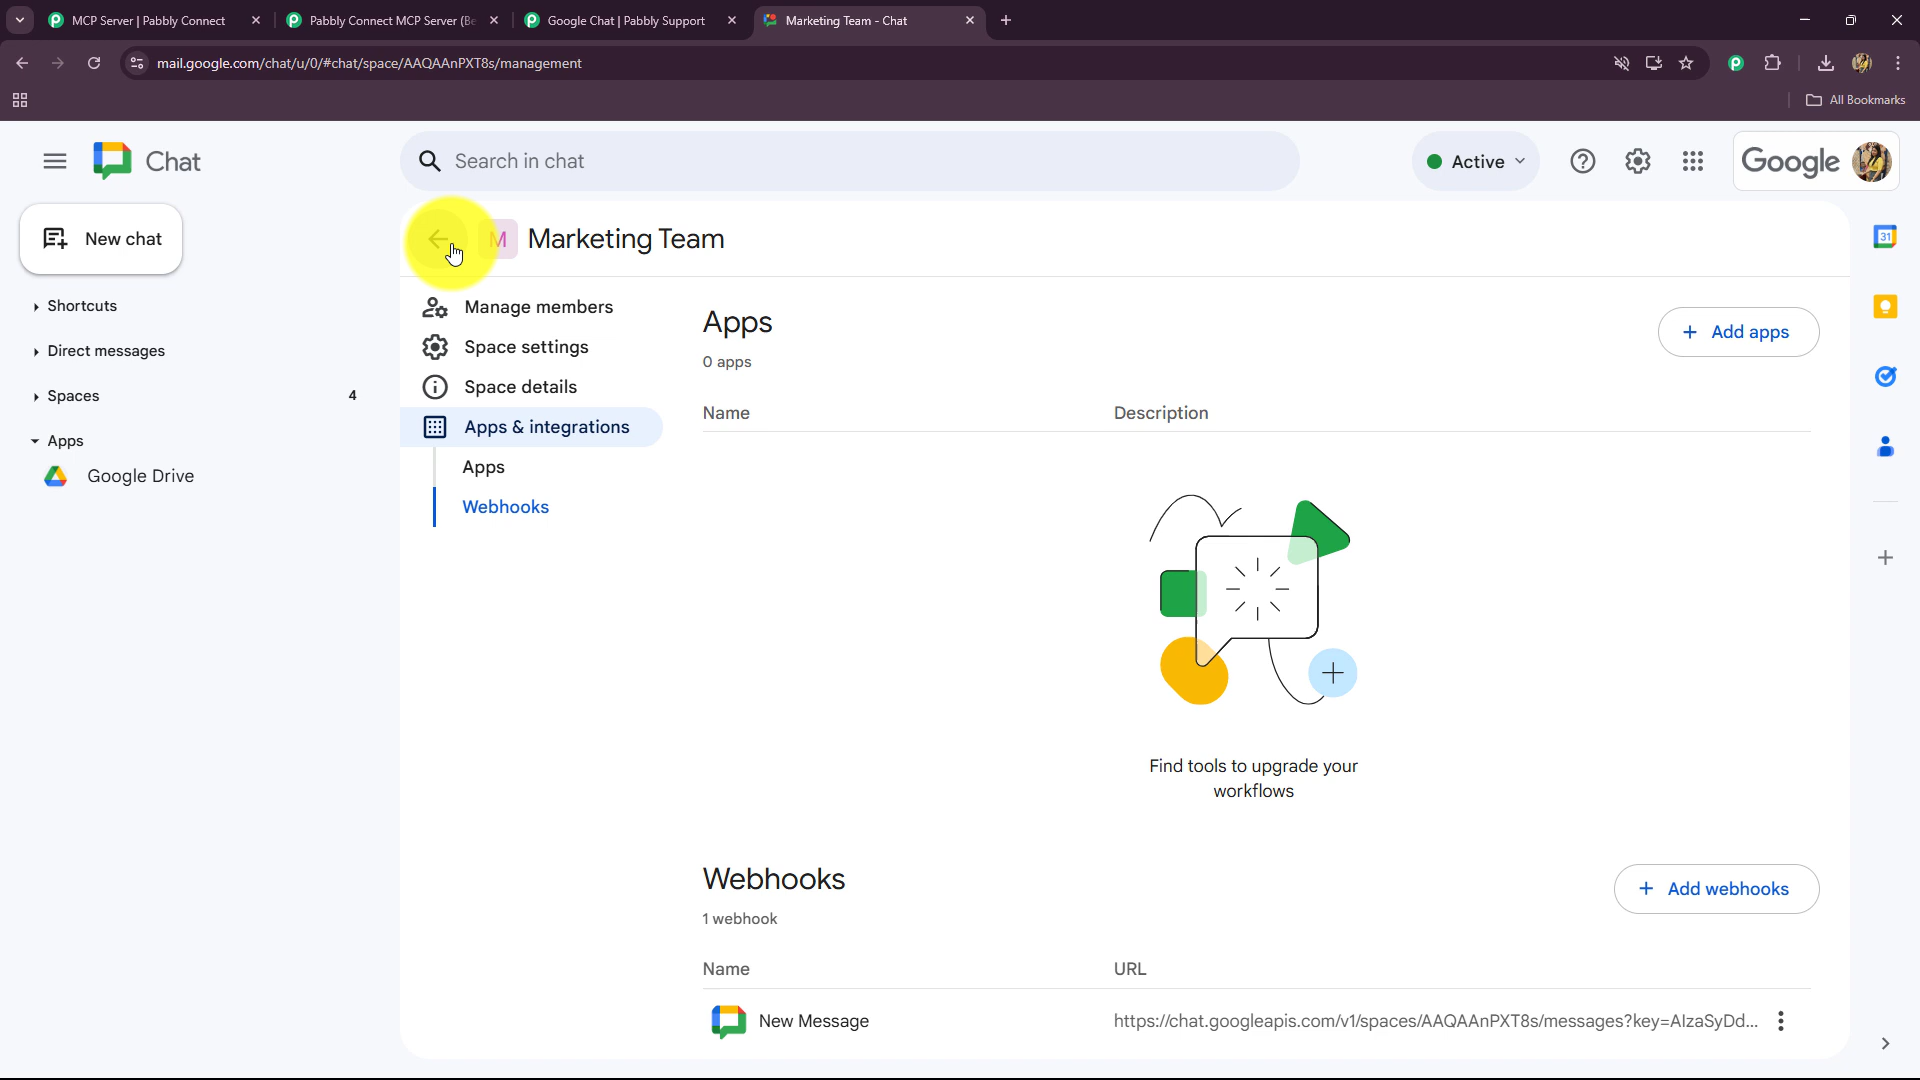 MCP Server | Pabbly Connect
Pabbly Connect MCP Server (Be
Google Chat | Pabbly Support
Marketing Team - Chat
mail.google.com/chat/u/0/#chat/space/AAQAAnPXT8s/management
All Bookmarks
Chat
Search in chat
Active
Google
New chat
Shortcuts
Direct messages
Spaces 4
Apps
Google Drive
M Marketing Team
Manage members
Space settings
Space details
Apps & integrations
Apps
Webhooks
Apps
0 apps
Add apps
Name Description
Find tools to upgrade your
workflows
Webhooks
1 webhook
Add webhooks
Name URL
New Message https://chat.googleapis.com/v1/spaces/AAQAAnPXT8s/messages?key=AIzaSyDd...
31